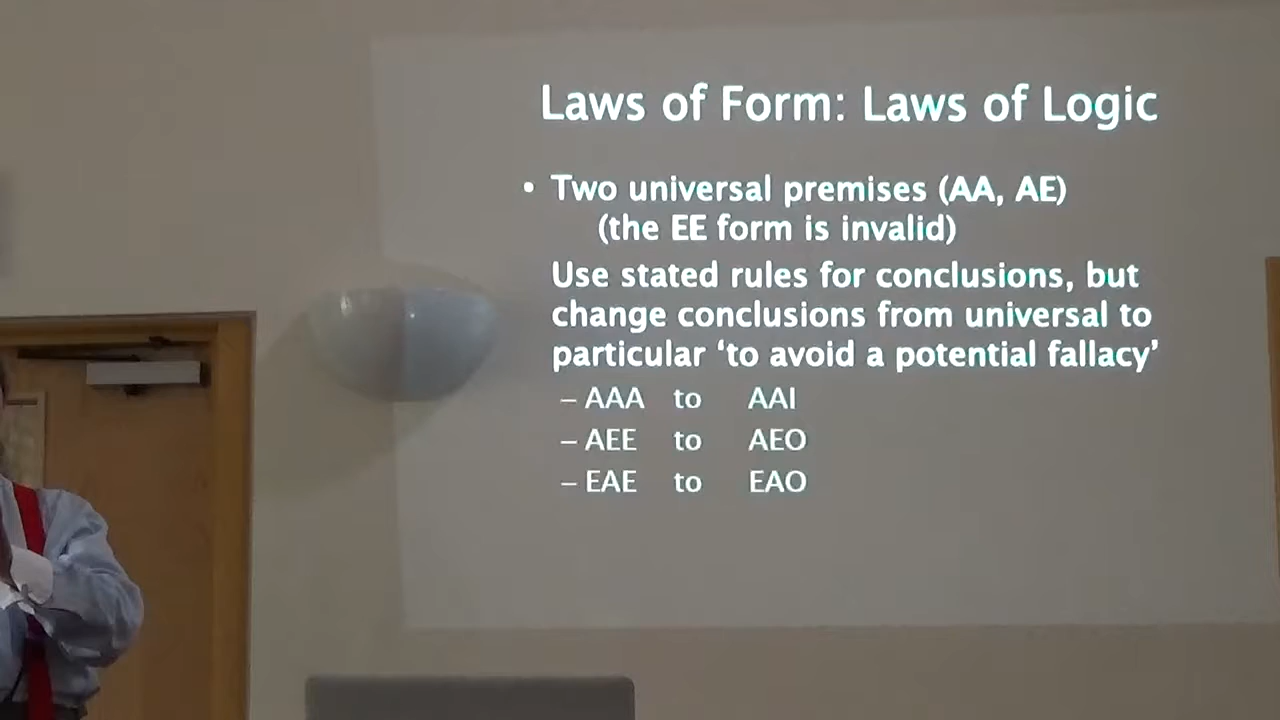 Laws of Form: Laws of Logic
• Two universal premises (AA, AE)
(the EE form is invalid)
Use stated rules for conclusions, but
change conclusions from universal to
particular ‘to avoid a potential fallacy’
– AAA to AAI
– AEE to AEO
– EAE to EAO